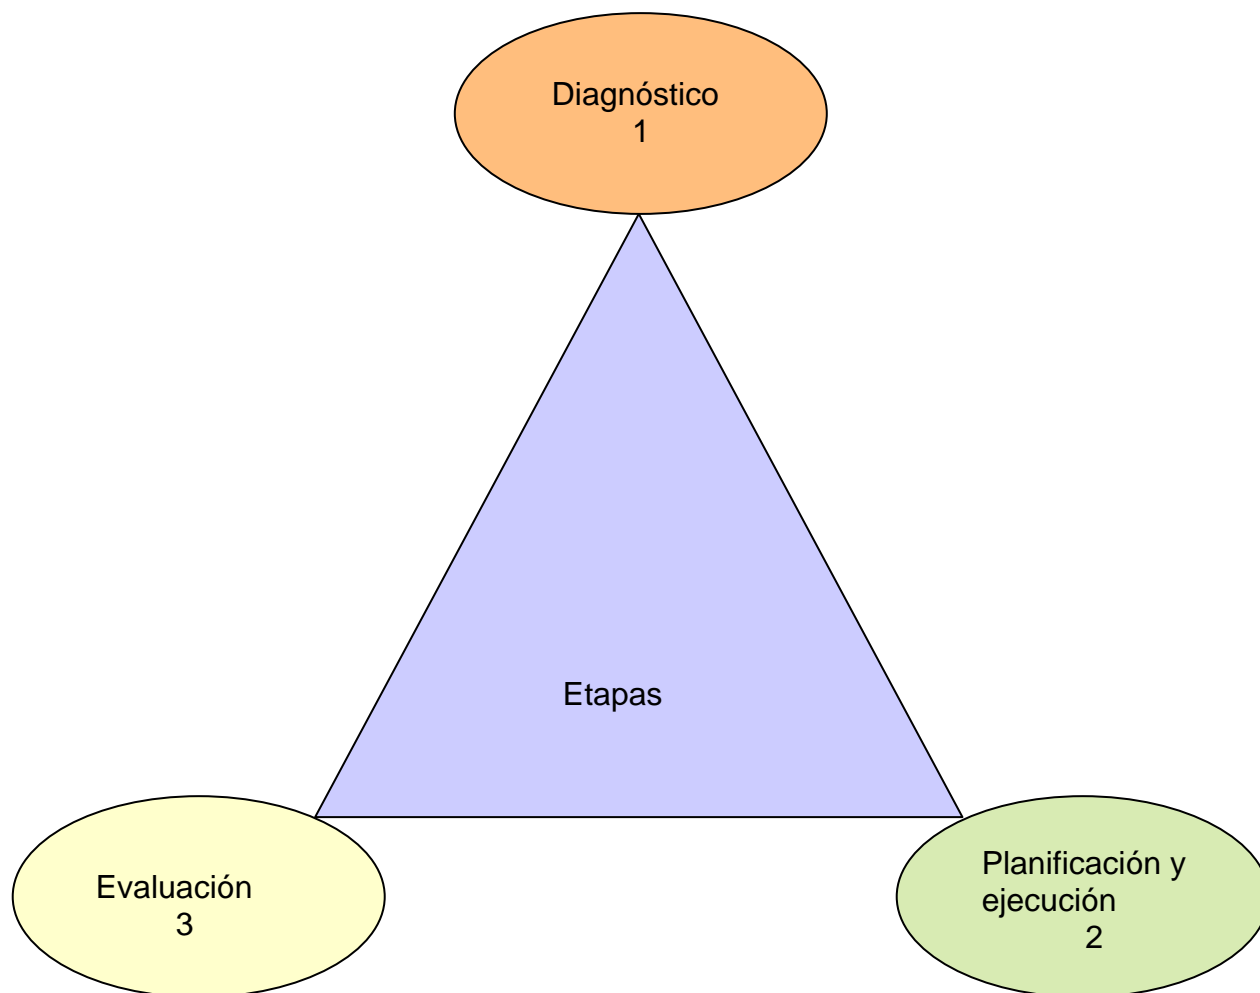 Diagnóstico
1
Etapas
Evaluación
3
Planificación y
ejecución
2